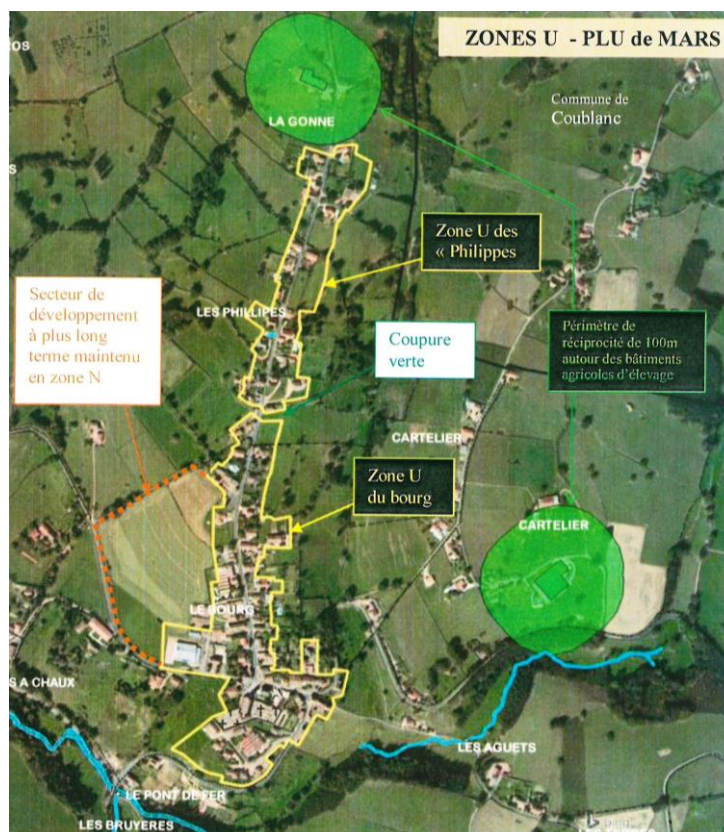 ROS
ZONES U - PLU de MARS
Commune de
Coublanc
LA GONNE
S
Zone U des
« Philippes
Secteur de
développement
à plus long
terme maintenu
en zone N
LES PHILLIPES
Coupure
verte
Périmètre de
réciprocité de 100m
autour des bâtiments
agricoles d'élevage
CARTELIER
Zone U
du bourg
CARTELIER
LE BOURG
S A CHAUX
LES AGUETS
LE PONT DE FER
LES BRUYERES